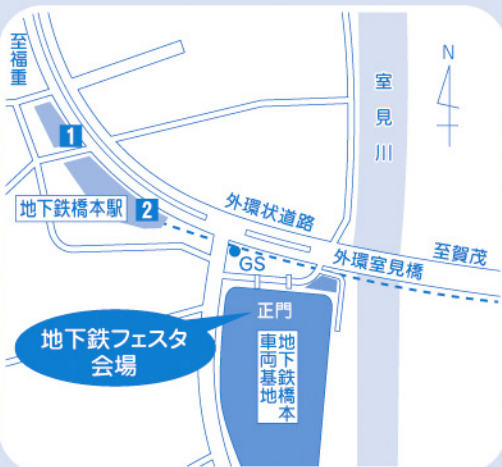 至福重
1
地下鉄橋本駅
2
外環状道路
室見川
N
至賀茂
外環室見橋
GS
正門
地下鉄フェスタ
会場
地下鉄橋本
車両基地